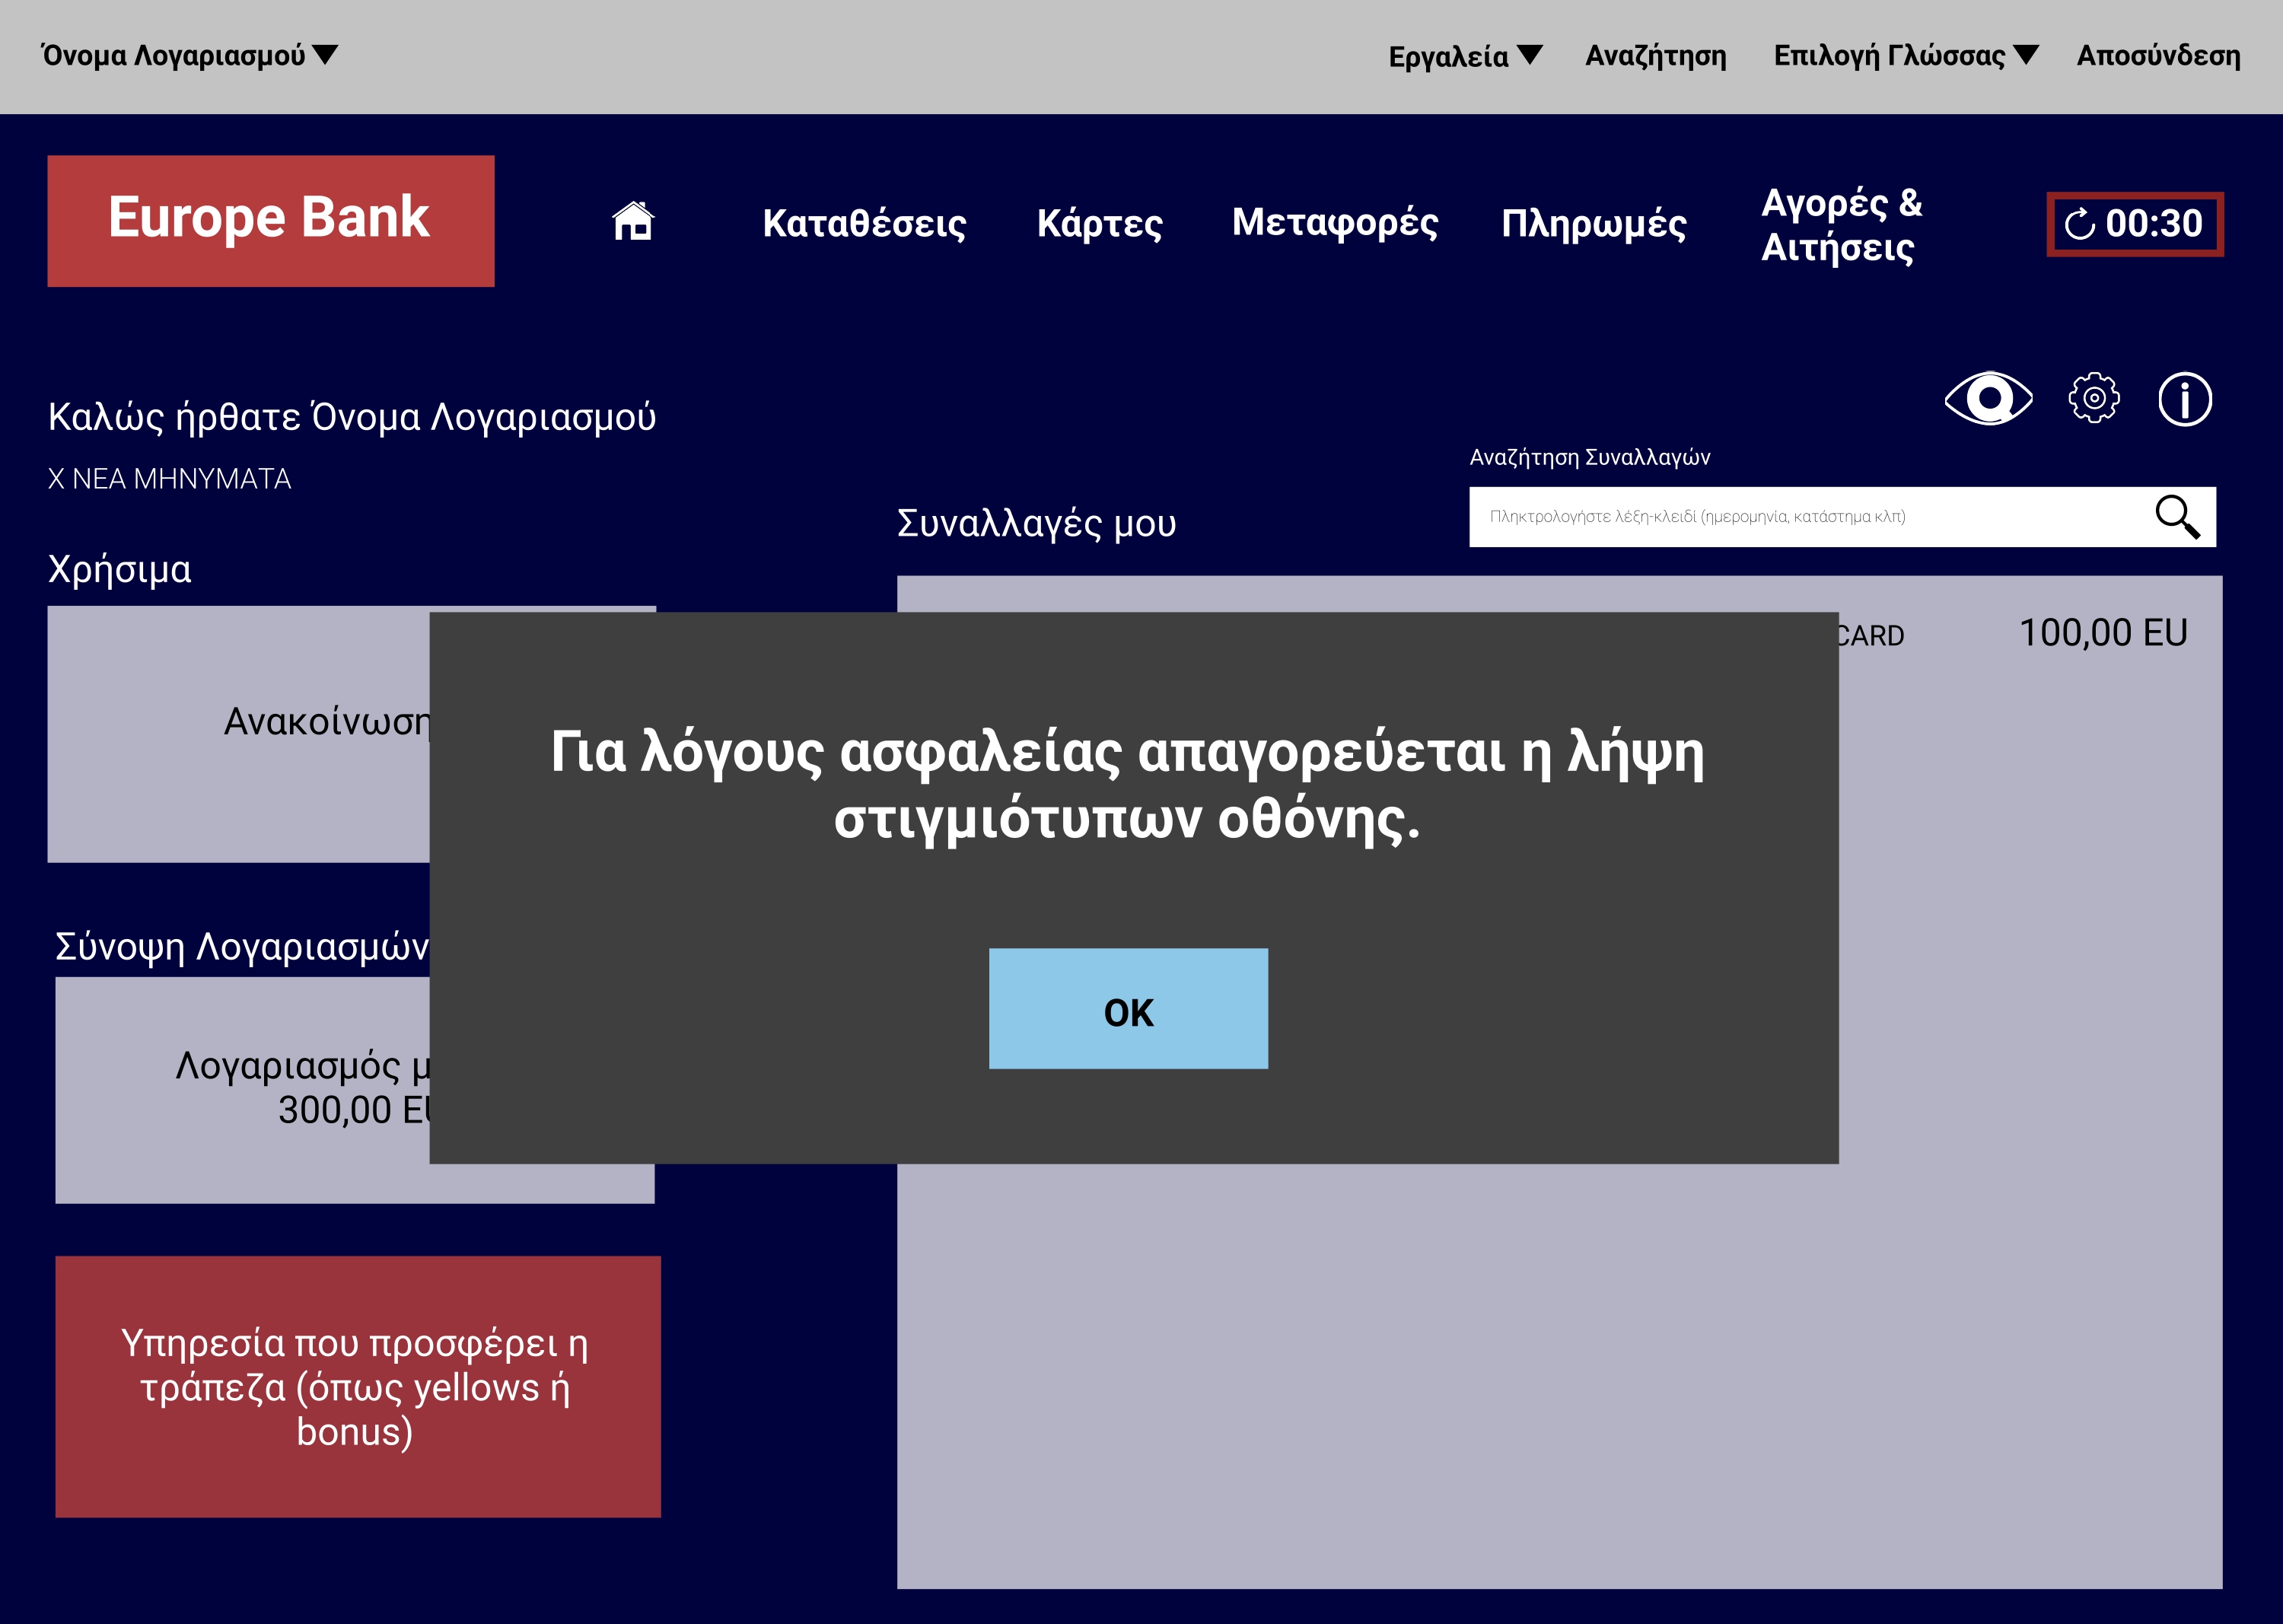 Όνομα Λογαριασμού
Εργαλεία
Αναζήτηση
Επιλογή Γλώσσας
Αποσύνδεση
Europe Bank
Καταθέσεις
Κάρτες
Μεταφορές
Πληρωμές
Αγορές &
Αιτήσεις
00:30
Καλώς ήρθατε Όνομα Λογαριασμού
Χ ΝΕΑ ΜΗΝΥΜΑΤΑ
Αναζήτηση Συναλλαγών
Πληκτρολογήστε λέξη-κλειδί (ημερομηνία, κατάστημα κλπ)
Συναλλαγές μου
Χρήσιμα
CARD
100,00 EU
Ανακοίνωση
Για λόγους ασφαλείας απαγορεύεται η λήψη
στιγμιότυπων οθόνης.
OK
Σύνοψη Λογαριασμών
Λογαριασμός
300,00
Υπηρεσία που προσφέρει η
τράπεζα (όπως yellows ή
bonus)